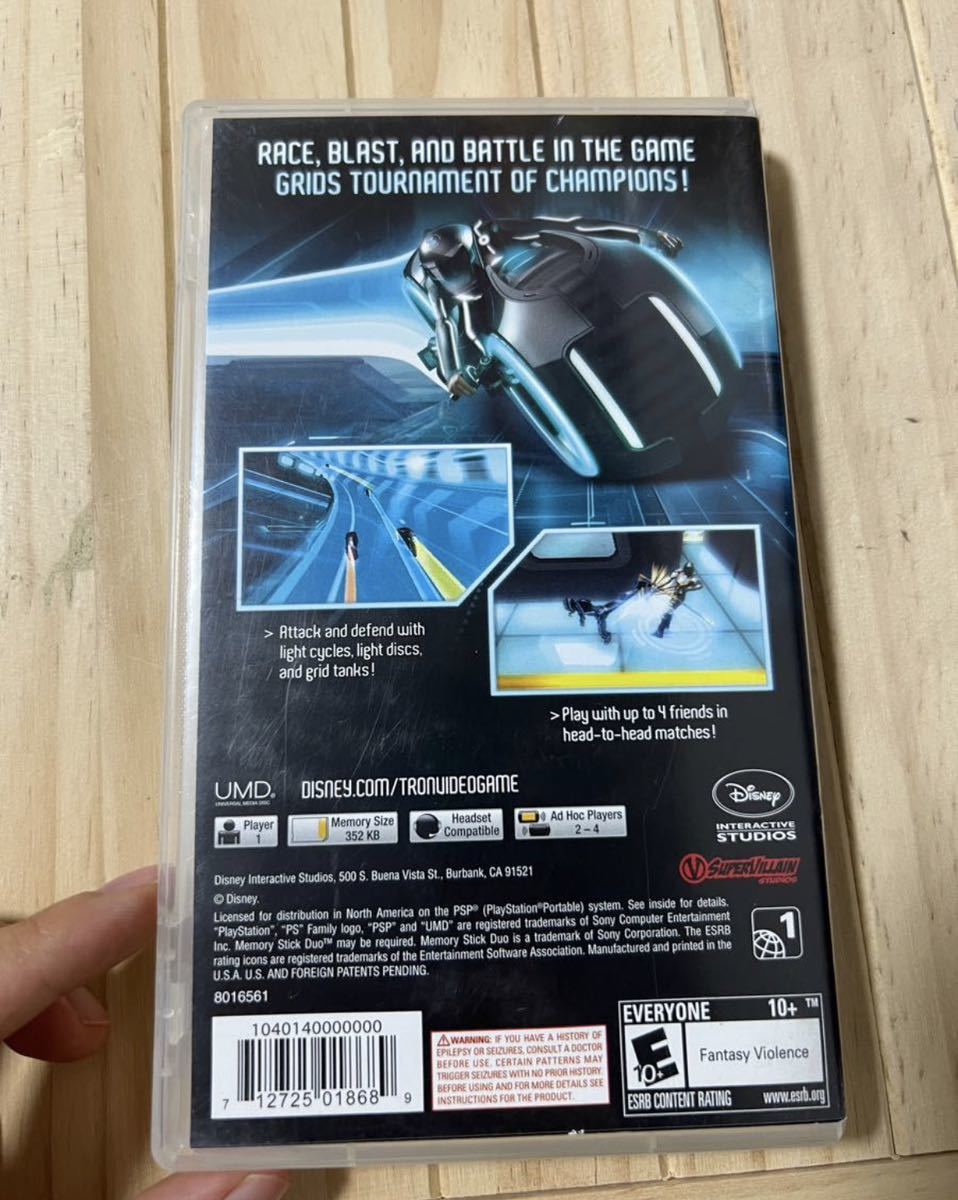 RACE, BLAST, AND BATTLE IN THE GAME
GRIDS TOURNAMENT OF CHAMPIONS!
> Attack and defend with
light cycles, light discs,
and grid tanks!
> Play with up to 4 friends in
head-to-head matches!
UMD®
UNIVERSAL MEDIA DISC
DISNEY.COM/TRONVIDEOGAME
Player
1
Memory Size
352 KB
Headset
Compatible
Ad Hoc Players
2 – 4
Disney
INTERACTIVE
STUDIOS
V SUPERVILLAIN
STUDIOS
Disney Interactive Studios, 500 S. Buena Vista St., Burbank, CA 91521
© Disney.
Licensed for distribution in North America on the PSP® (PlayStation®Portable) system. See inside for details.
"PlayStation", "PS" Family logo, "PSP" and "UMD" are registered trademarks of Sony Computer Entertainment
Inc. Memory Stick Duo™ may be required. Memory Stick Duo is a trademark of Sony Corporation. The ESRB
rating icons are registered trademarks of the Entertainment Software Association. Manufactured and printed in the
U.S.A. U.S. AND FOREIGN PATENTS PENDING.
1
8016561
1040140000000
7 12725 01868 9
WARNING: IF YOU HAVE A HISTORY OF
EPILEPSY OR SEIZURES, CONSULT A DOCTOR
BEFORE USE. CERTAIN PATTERNS MAY
TRIGGER SEIZURES WITH NO PRIOR HISTORY.
BEFORE USING AND FOR MORE DETAILS SEE
INSTRUCTIONS FOR THE PRODUCT.
EVERYONE 10+ ™
E
10+
Fantasy Violence
ESRB CONTENT RATING www.esrb.org